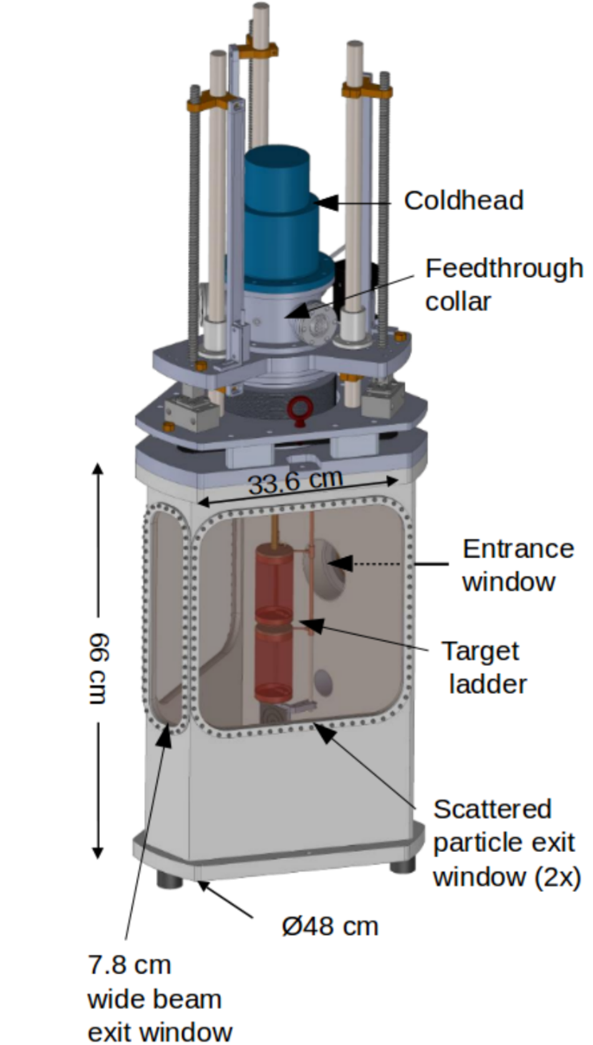 Coldhead
Feedthrough
collar
33.6 cm
Entrance
window
66 cm
Target
ladder
Scattered
particle exit
window (2x)
Ø48 cm
7.8 cm
wide beam
exit window